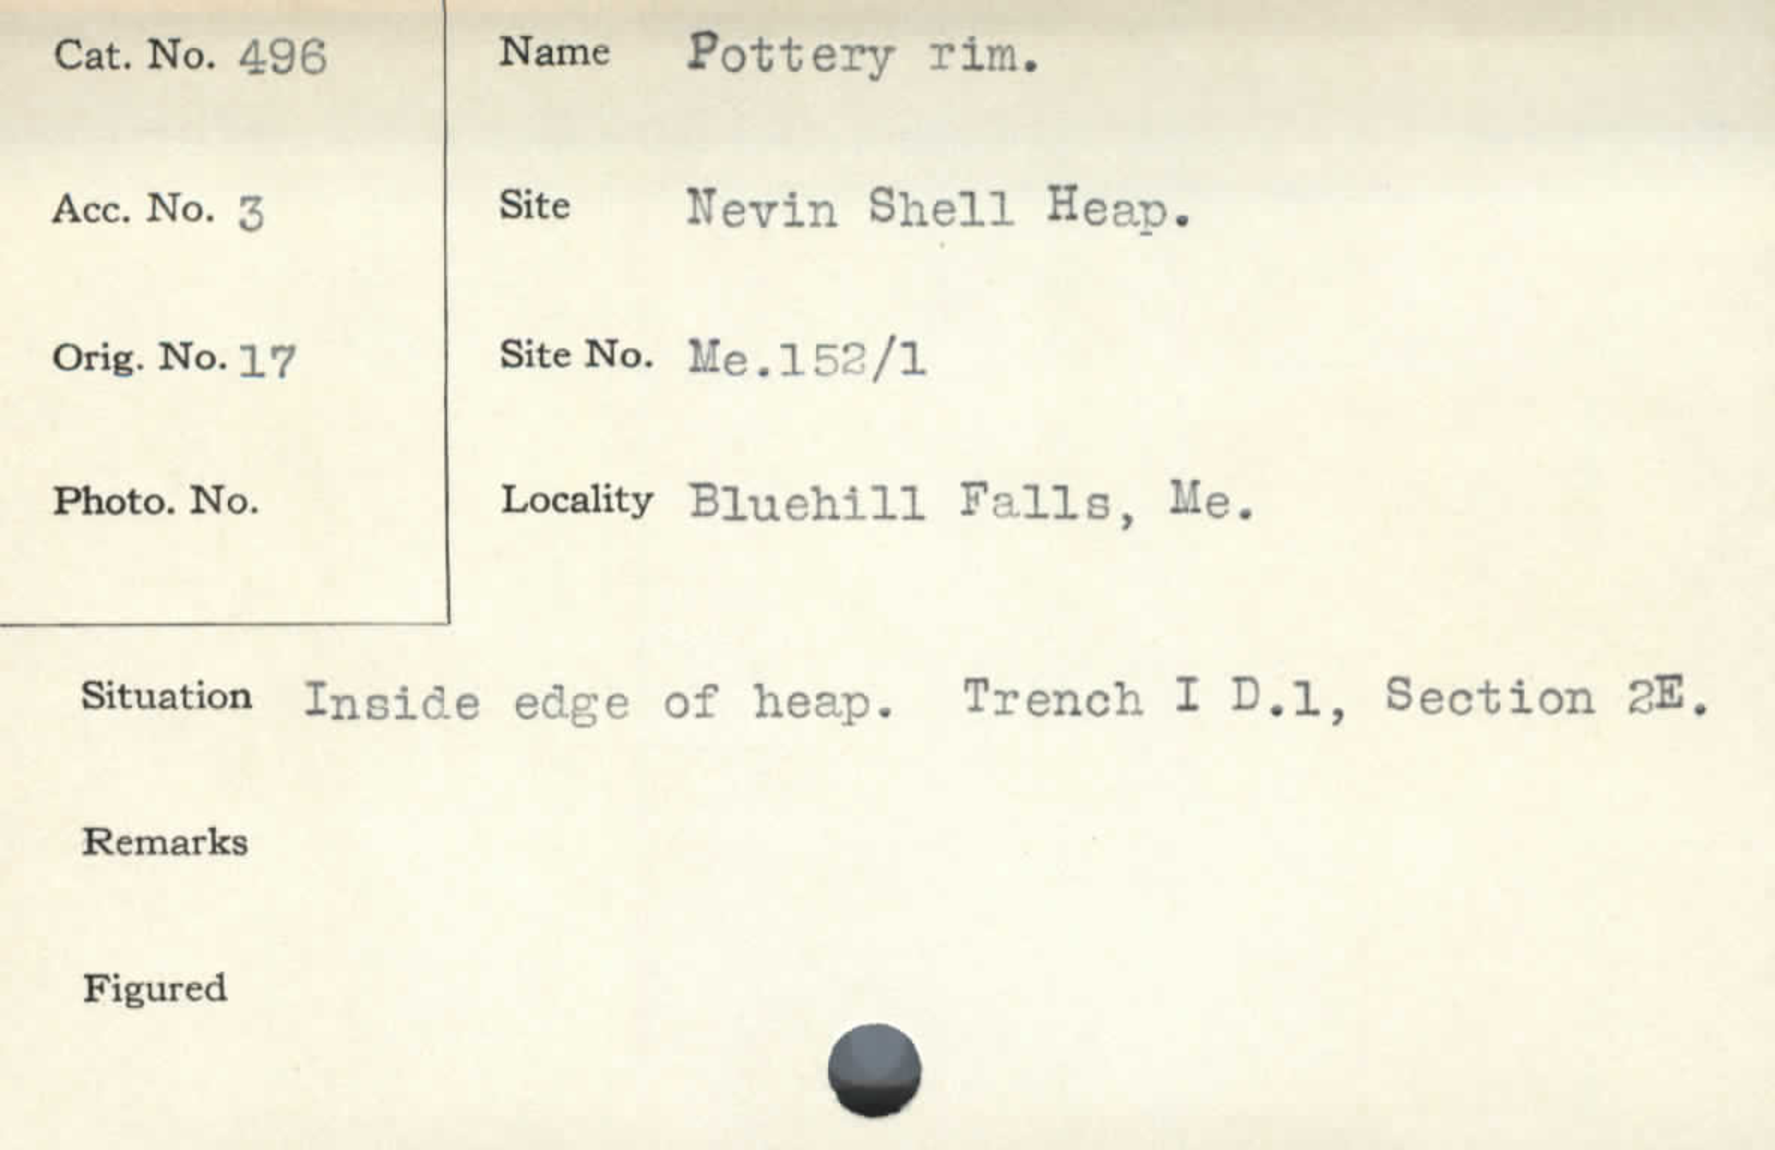 Cat. No. 496
Name Pottery rim.
Acc. No. 3
Site Nevin Shell Heap.
Orig. No. 17
Site No. Me.152/1
Photo. No.
Locality Bluehill Falls, Me.
Situation Inside edge of heap. Trench I D.1, Section 2E.
Remarks
Figured